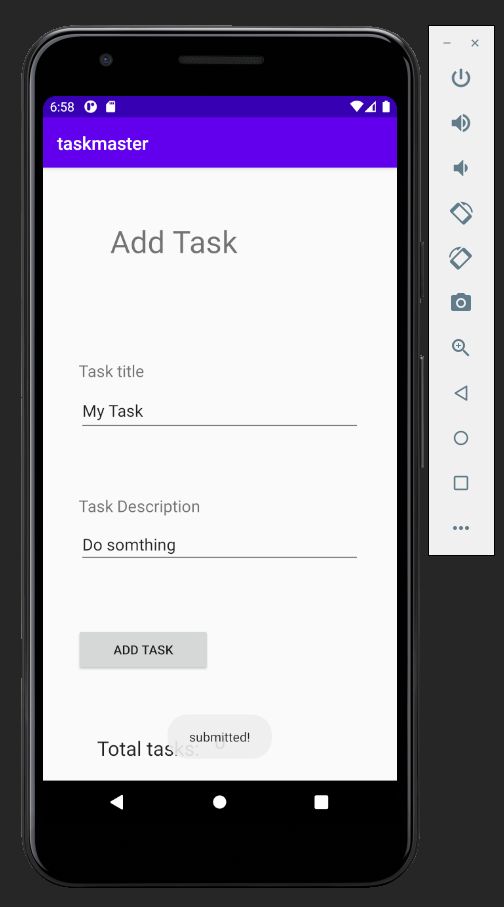 6:58
taskmaster
Add Task
Task title
My Task
Task Description
Do somthing
ADD TASK
submitted!
Total tasks: 0